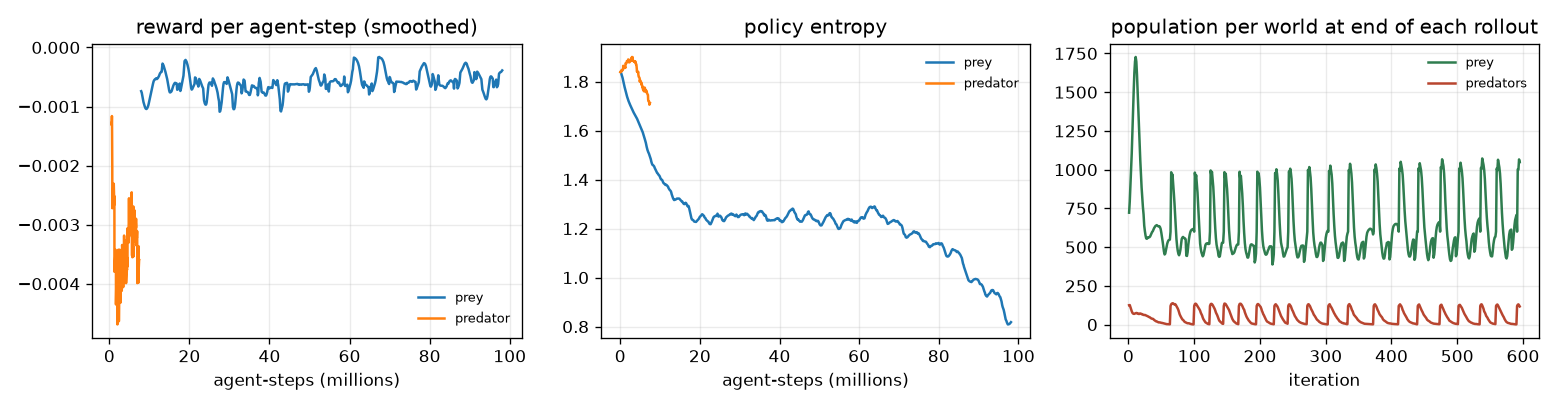 reward per agent-step (smoothed)
0.000
−0.001
−0.002
−0.003
−0.004
prey
predator
0 20 40 60 80 100
agent-steps (millions)
policy entropy
1.8
1.6
1.4
1.2
1.0
0.8
prey
predator
0 20 40 60 80 100
agent-steps (millions)
population per world at end of each rollout
1750
1500
1250
1000
750
500
250
0
prey
predators
0 100 200 300 400 500 600
iteration